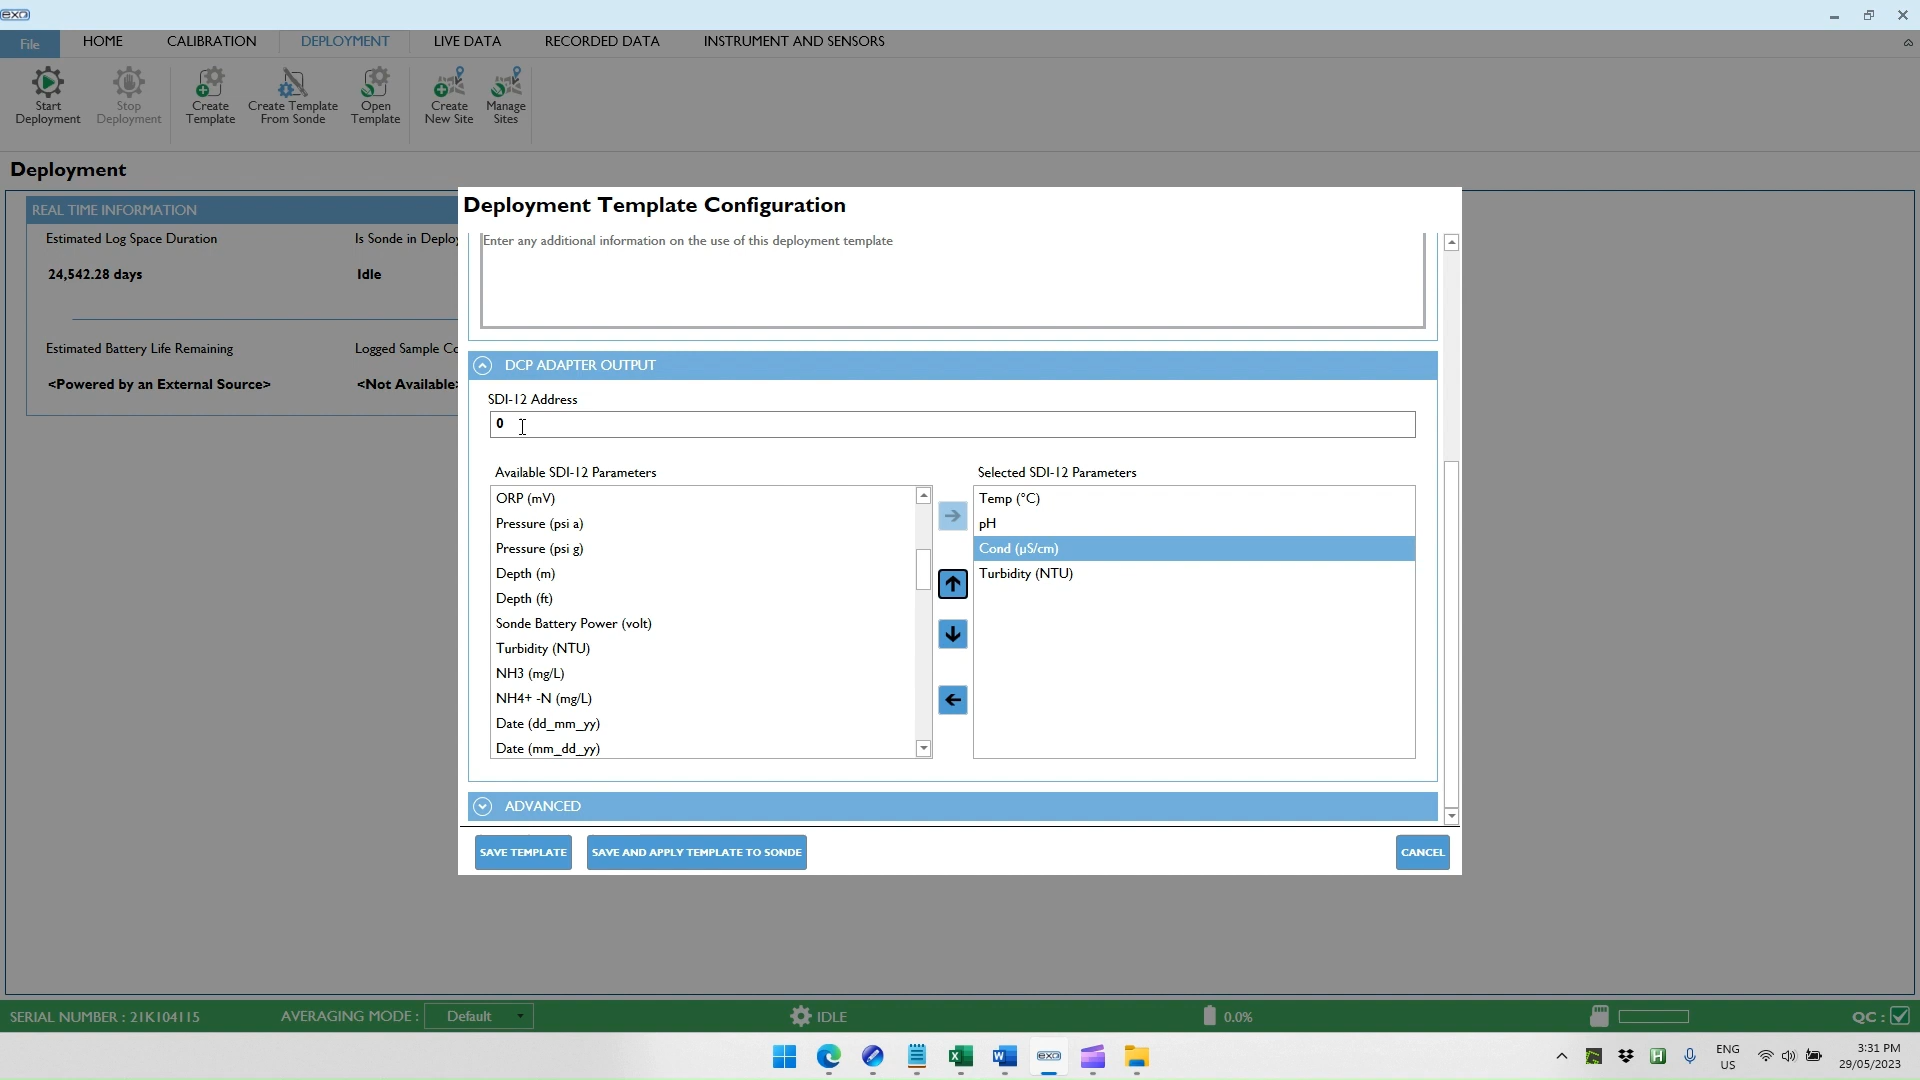 exo
File
HOME
CALIBRATION
DEPLOYMENT
LIVE DATA
RECORDED DATA
INSTRUMENT AND SENSORS
Start
Deployment
Stop
Deployment
Create
Template
Create Template
From Sonde
Open
Template
Create
New Site
Manage
Sites
Deployment
REAL TIME INFORMATION
Estimated Log Space Duration
Is Sonde in Deplo
24,542.28 days
Idle
Estimated Battery Life Remaining
Logged Sample Co
<Powered by an External Source>
<Not Available>
Deployment Template Configuration
Enter any additional information on the use of this deployment template
DCP ADAPTER OUTPUT
SDI-12 Address
0
Available SDI-12 Parameters
ORP (mV)
Pressure (psi a)
Pressure (psi g)
Depth (m)
Depth (ft)
Sonde Battery Power (volt)
Turbidity (NTU)
NH3 (mg/L)
NH4+ -N (mg/L)
Date (dd_mm_yy)
Date (mm_dd_yy)
Selected SDI-12 Parameters
Temp (°C)
pH
Cond (µS/cm)
Turbidity (NTU)
ADVANCED
SAVE TEMPLATE
SAVE AND APPLY TEMPLATE TO SONDE
CANCEL
SERIAL NUMBER : 21K104115
AVERAGING MODE :
Default
IDLE
0.0%
QC :
exo
ENG
US
3:31 PM
29/05/2023